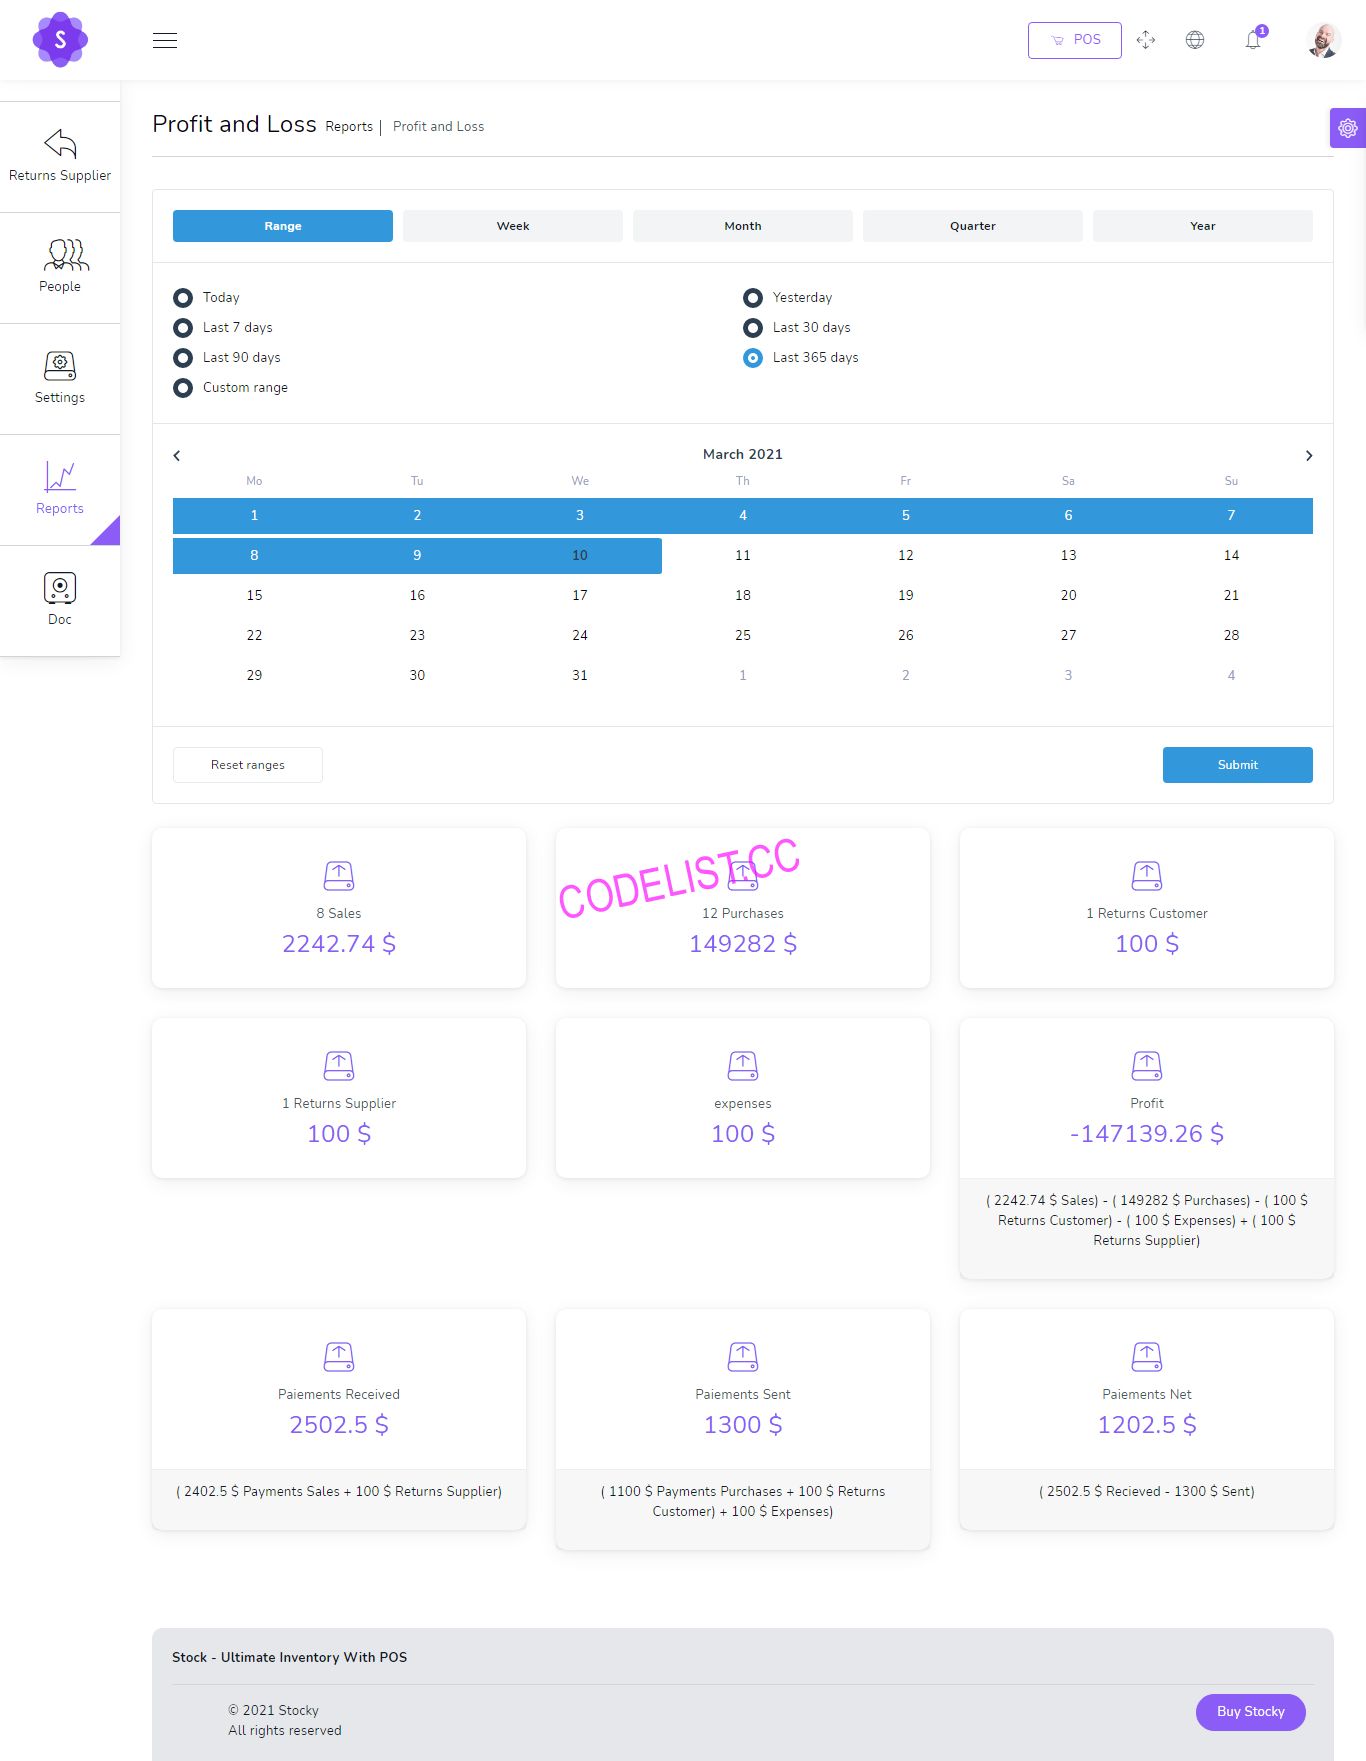 S
POS
1
Returns Supplier
People
Settings
Reports
Doc
Profit and Loss Reports | Profit and Loss
Range Week Month Quarter Year
Today Yesterday
Last 7 days Last 30 days
Last 90 days Last 365 days
Custom range
March 2021
Mo Tu We Th Fr Sa Su
1 2 3 4 5 6 7
8 9 10 11 12 13 14
15 16 17 18 19 20 21
22 23 24 25 26 27 28
29 30 31 1 2 3 4
Reset ranges Submit
CODELIST.CC
8 Sales
2242.74 $
12 Purchases
149282 $
1 Returns Customer
100 $
1 Returns Supplier
100 $
expenses
100 $
Profit
-147139.26 $
( 2242.74 $ Sales) - ( 149282 $ Purchases) - ( 100 $
Returns Customer) - ( 100 $ Expenses) + ( 100 $
Returns Supplier)
Paiements Received
2502.5 $
( 2402.5 $ Payments Sales + 100 $ Returns Supplier)
Paiements Sent
1300 $
( 1100 $ Payments Purchases + 100 $ Returns
Customer) + 100 $ Expenses)
Paiements Net
1202.5 $
( 2502.5 $ Recieved - 1300 $ Sent)
Stock - Ultimate Inventory With POS
© 2021 Stocky
All rights reserved
Buy Stocky